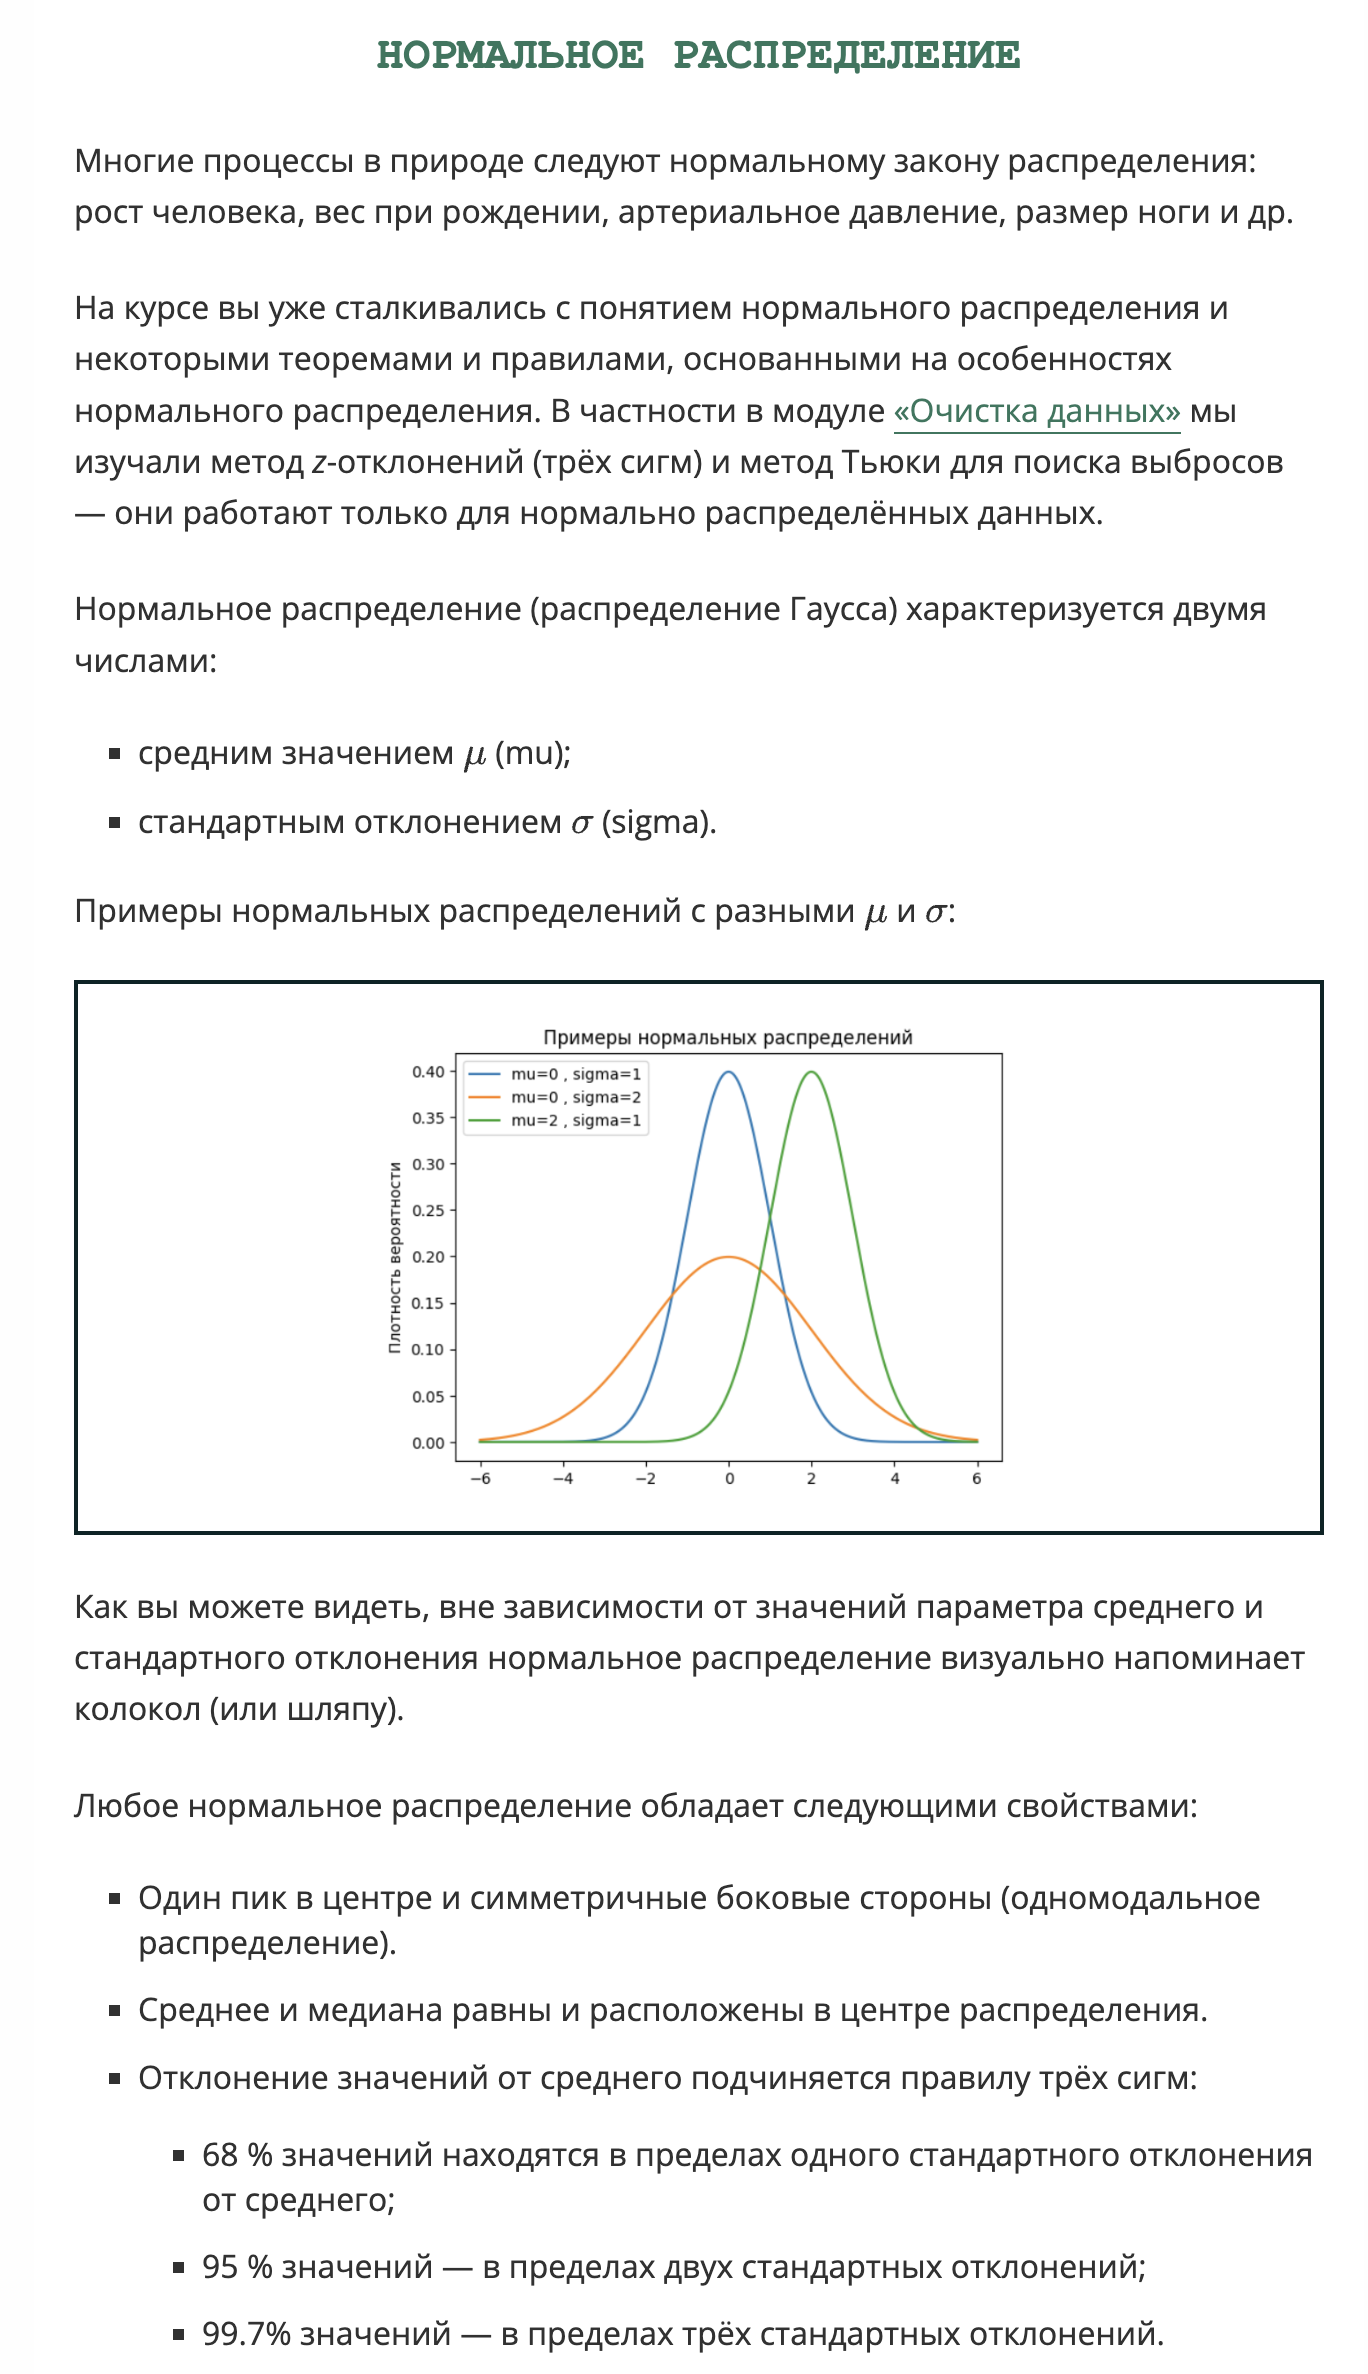 НОРМАЛЬНОЕ РАСПРЕДЕЛЕНИЕ
Многие процессы в природе следуют нормальному закону распределения:
рост человека, вес при рождении, артериальное давление, размер ноги и др.
На курсе вы уже сталкивались с понятием нормального распределения и
некоторыми теоремами и правилами, основанными на особенностях
нормального распределения. В частности в модуле «Очистка данных» мы
изучали метод z-отклонений (трёх сигм) и метод Тьюки для поиска выбросов
— они работают только для нормально распределённых данных.
Нормальное распределение (распределение Гаусса) характеризуется двумя
числами:
▪ средним значением μ (mu);
▪ стандартным отклонением σ (sigma).
Примеры нормальных распределений с разными μ и σ:
Примеры нормальных распределений
mu=0 , sigma=1
mu=0 , sigma=2
mu=2 , sigma=1
Плотность вероятности
0.40
0.35
0.30
0.25
0.20
0.15
0.10
0.05
0.00
−6 −4 −2 0 2 4 6
Как вы можете видеть, вне зависимости от значений параметра среднего и
стандартного отклонения нормальное распределение визуально напоминает
колокол (или шляпу).
Любое нормальное распределение обладает следующими свойствами:
▪ Один пик в центре и симметричные боковые стороны (одномодальное
распределение).
▪ Среднее и медиана равны и расположены в центре распределения.
▪ Отклонение значений от среднего подчиняется правилу трёх сигм:
▪ 68 % значений находятся в пределах одного стандартного отклонения
от среднего;
▪ 95 % значений — в пределах двух стандартных отклонений;
▪ 99.7% значений — в пределах трёх стандартных отклонений.